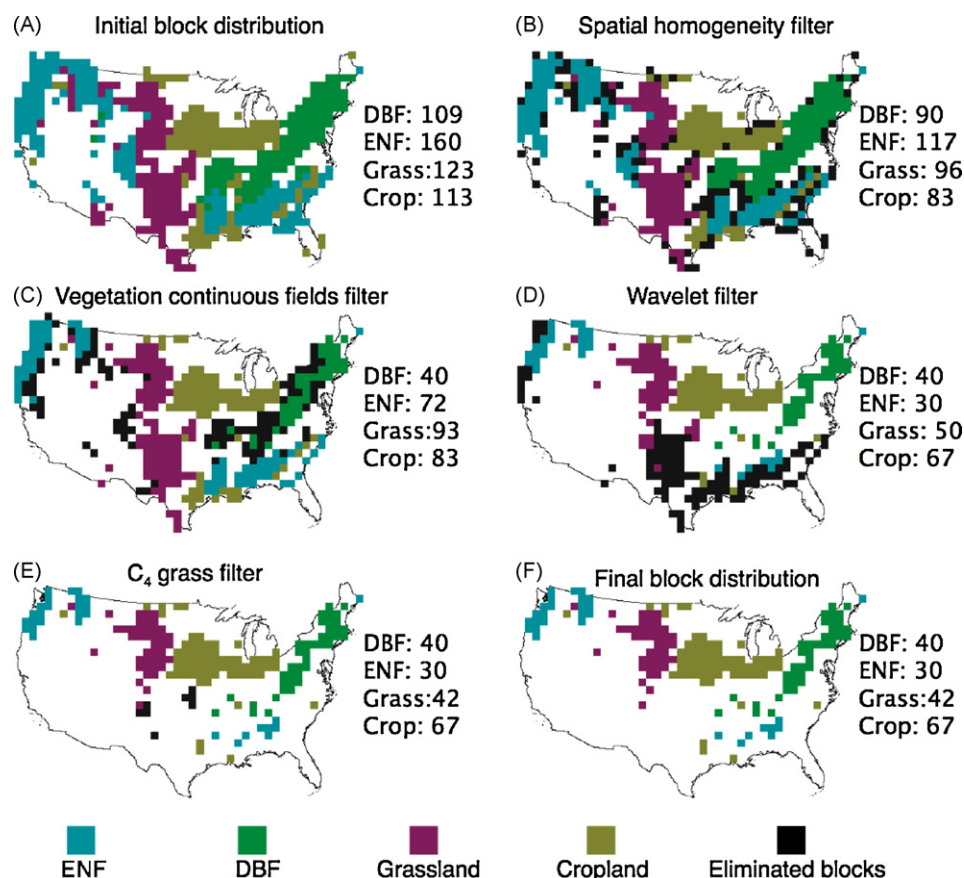 (A) Initial block distribution
DBF: 109
ENF: 160
Grass:123
Crop: 113
(B) Spatial homogeneity filter
DBF: 90
ENF: 117
Grass: 96
Crop: 83
(C) Vegetation continuous fields filter
DBF: 40
ENF: 72
Grass:93
Crop: 83
(D) Wavelet filter
DBF: 40
ENF: 30
Grass: 50
Crop: 67
(E) C₄ grass filter
DBF: 40
ENF: 30
Grass:42
Crop: 67
(F) Final block distribution
DBF: 40
ENF: 30
Grass:42
Crop: 67
ENF DBF Grassland Cropland Eliminated blocks